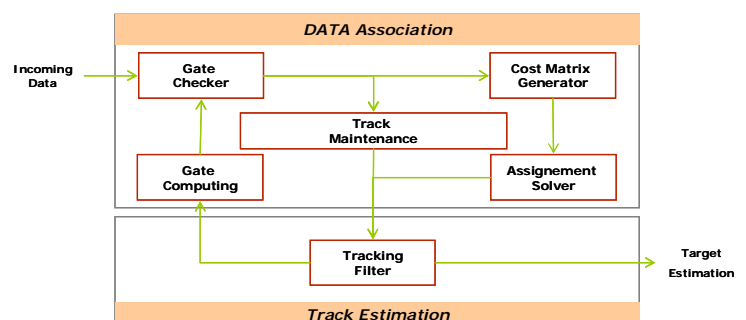 DATA Association
Incoming
Data
Gate
Checker
Cost Matrix
Generator
Track
Maintenance
Gate
Computing
Assignement
Solver
Tracking
Filter
Target
Estimation
Track Estimation